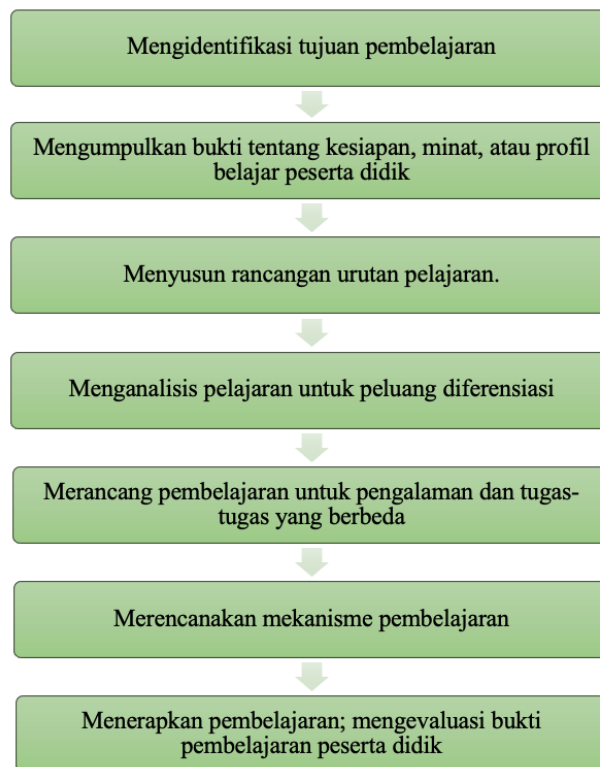 Mengidentifikasi tujuan pembelajaran
Mengumpulkan bukti tentang kesiapan, minat, atau profil
belajar peserta didik
Menyusun rancangan urutan pelajaran.
Menganalisis pelajaran untuk peluang diferensiasi
Merancang pembelajaran untuk pengalaman dan tugas-
tugas yang berbeda
Merencanakan mekanisme pembelajaran
Menerapkan pembelajaran; mengevaluasi bukti
pembelajaran peserta didik